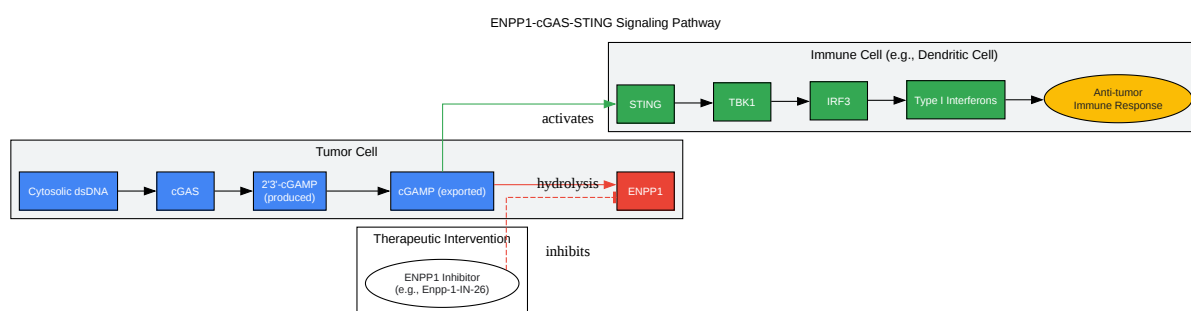 ENPP1-cGAS-STING Signaling Pathway
Immune Cell (e.g., Dendritic Cell)
STING
TBK1
IRF3
Type I Interferons
Anti-tumor
Immune Response
activates
Tumor Cell
Cytosolic dsDNA
cGAS
2'3'-cGAMP
(produced)
cGAMP (exported)
hydrolysis
ENPP1
Therapeutic Intervention
inhibits
ENPP1 Inhibitor
(e.g., Enpp-1-IN-26)